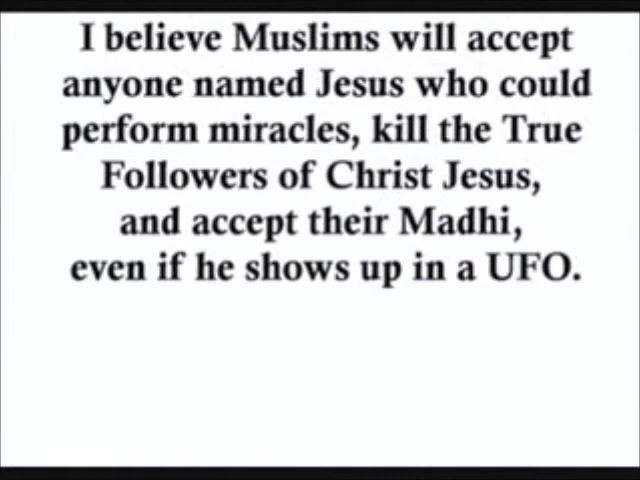 I believe Muslims will accept
anyone named Jesus who could
perform miracles, kill the True
Followers of Christ Jesus,
and accept their Madhi,
even if he shows up in a UFO.